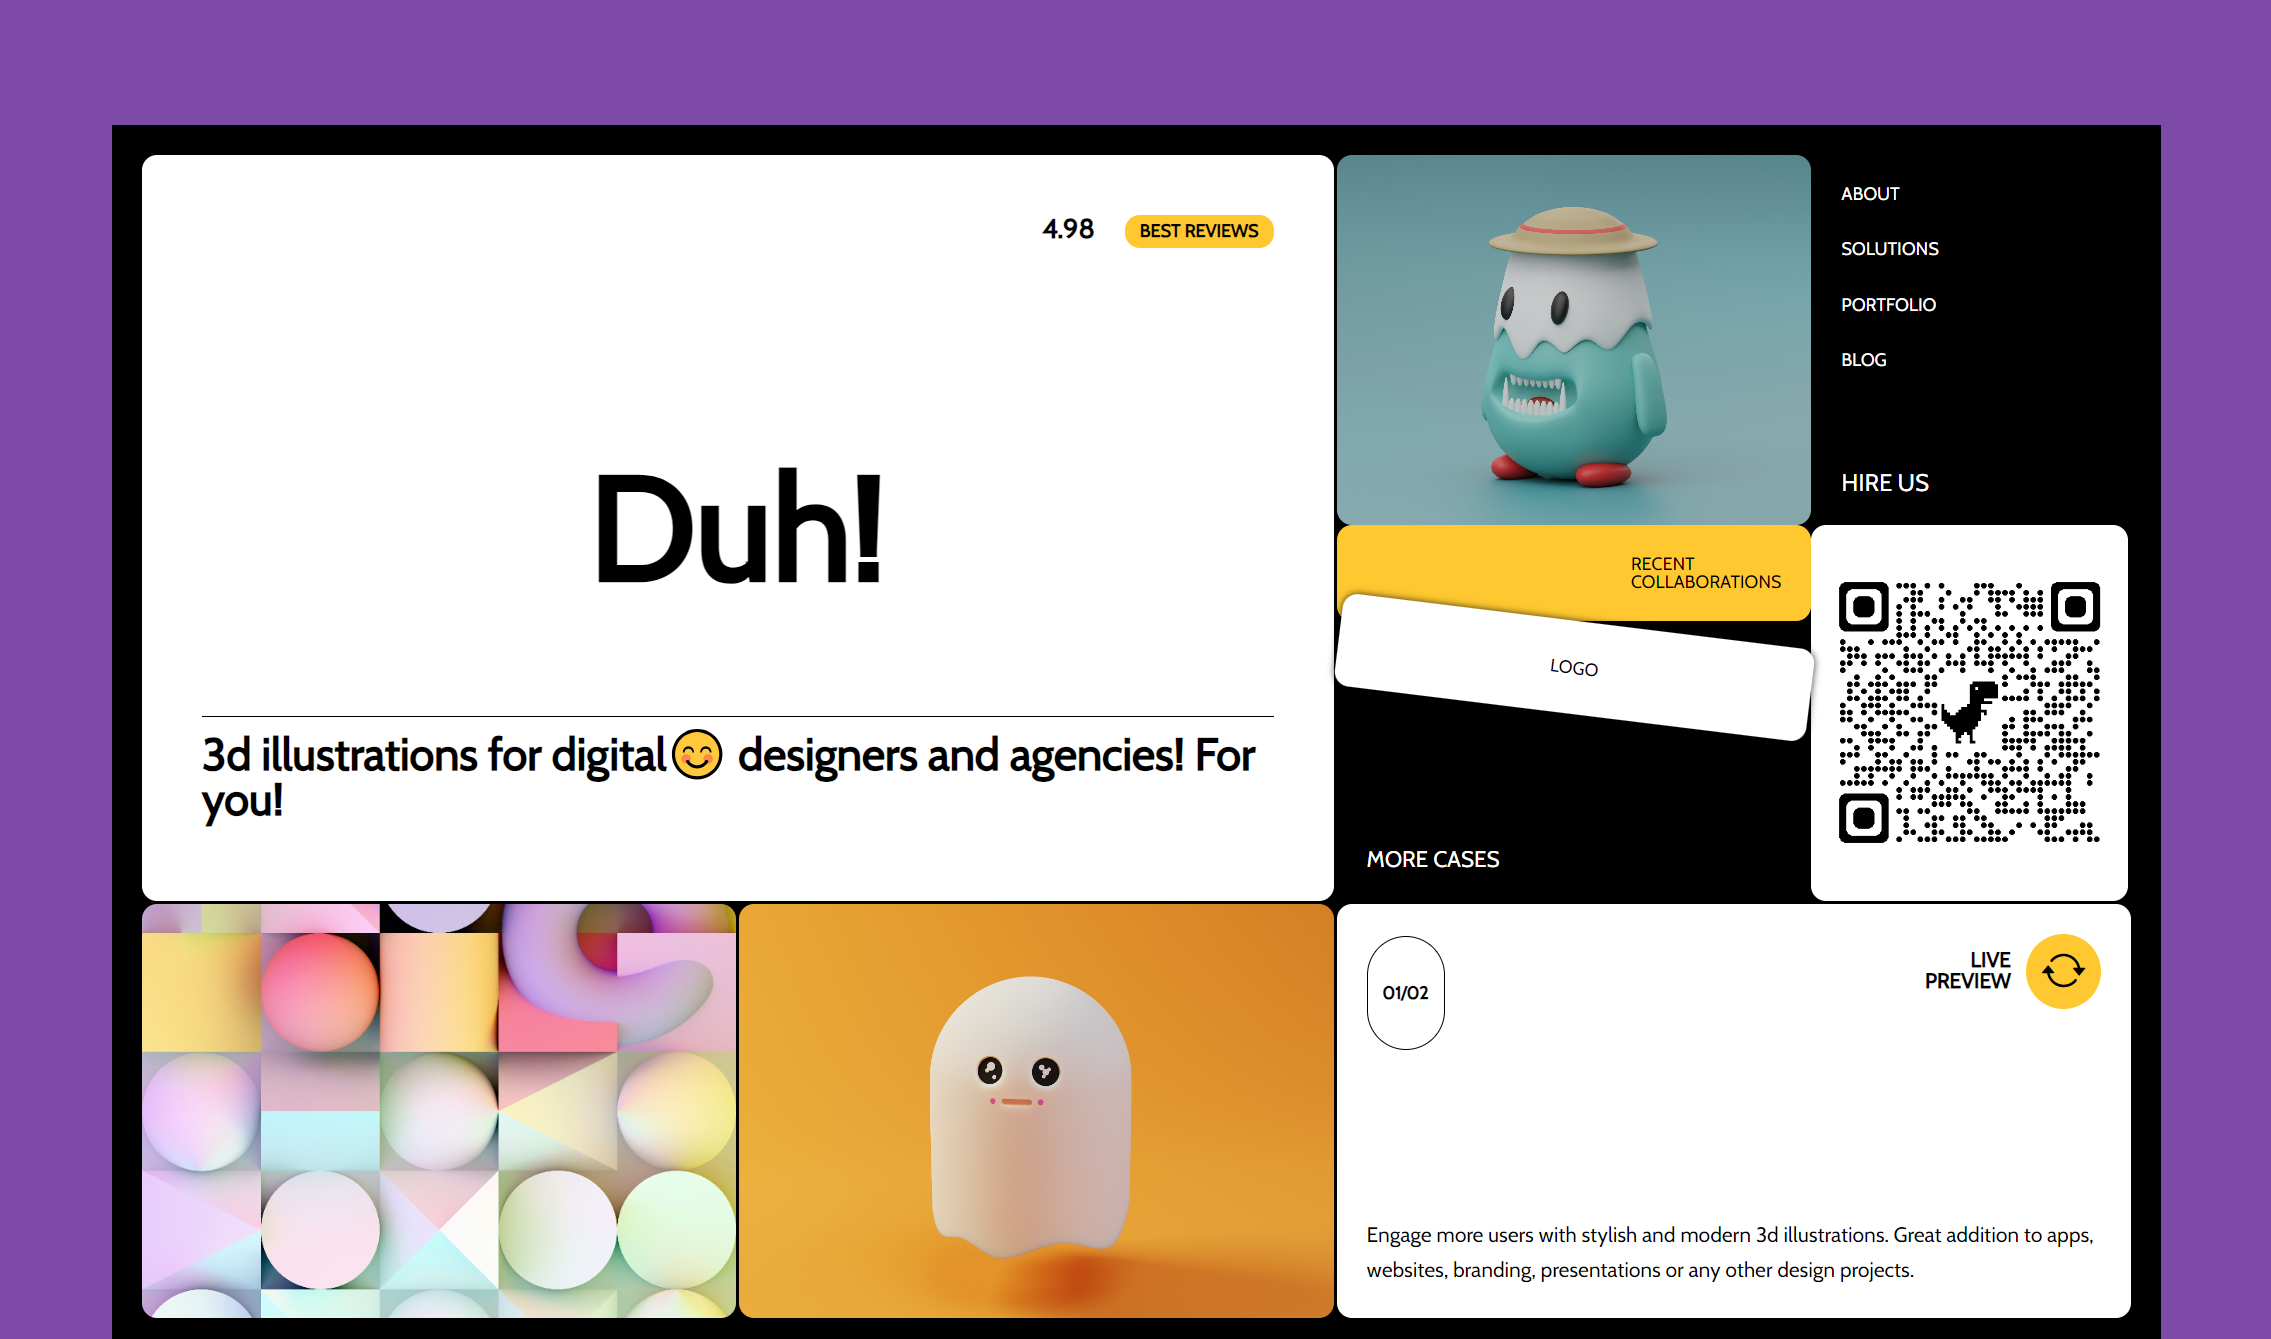 4.98
BEST REVIEWS
Duh!
3d illustrations for digital😊 designers and agencies! For
you!
ABOUT
SOLUTIONS
PORTFOLIO
BLOG
HIRE US
RECENT
COLLABORATIONS
LOGO
MORE CASES
01/02
LIVE
PREVIEW
Engage more users with stylish and modern 3d illustrations. Great addition to apps,
websites, branding, presentations or any other design projects.